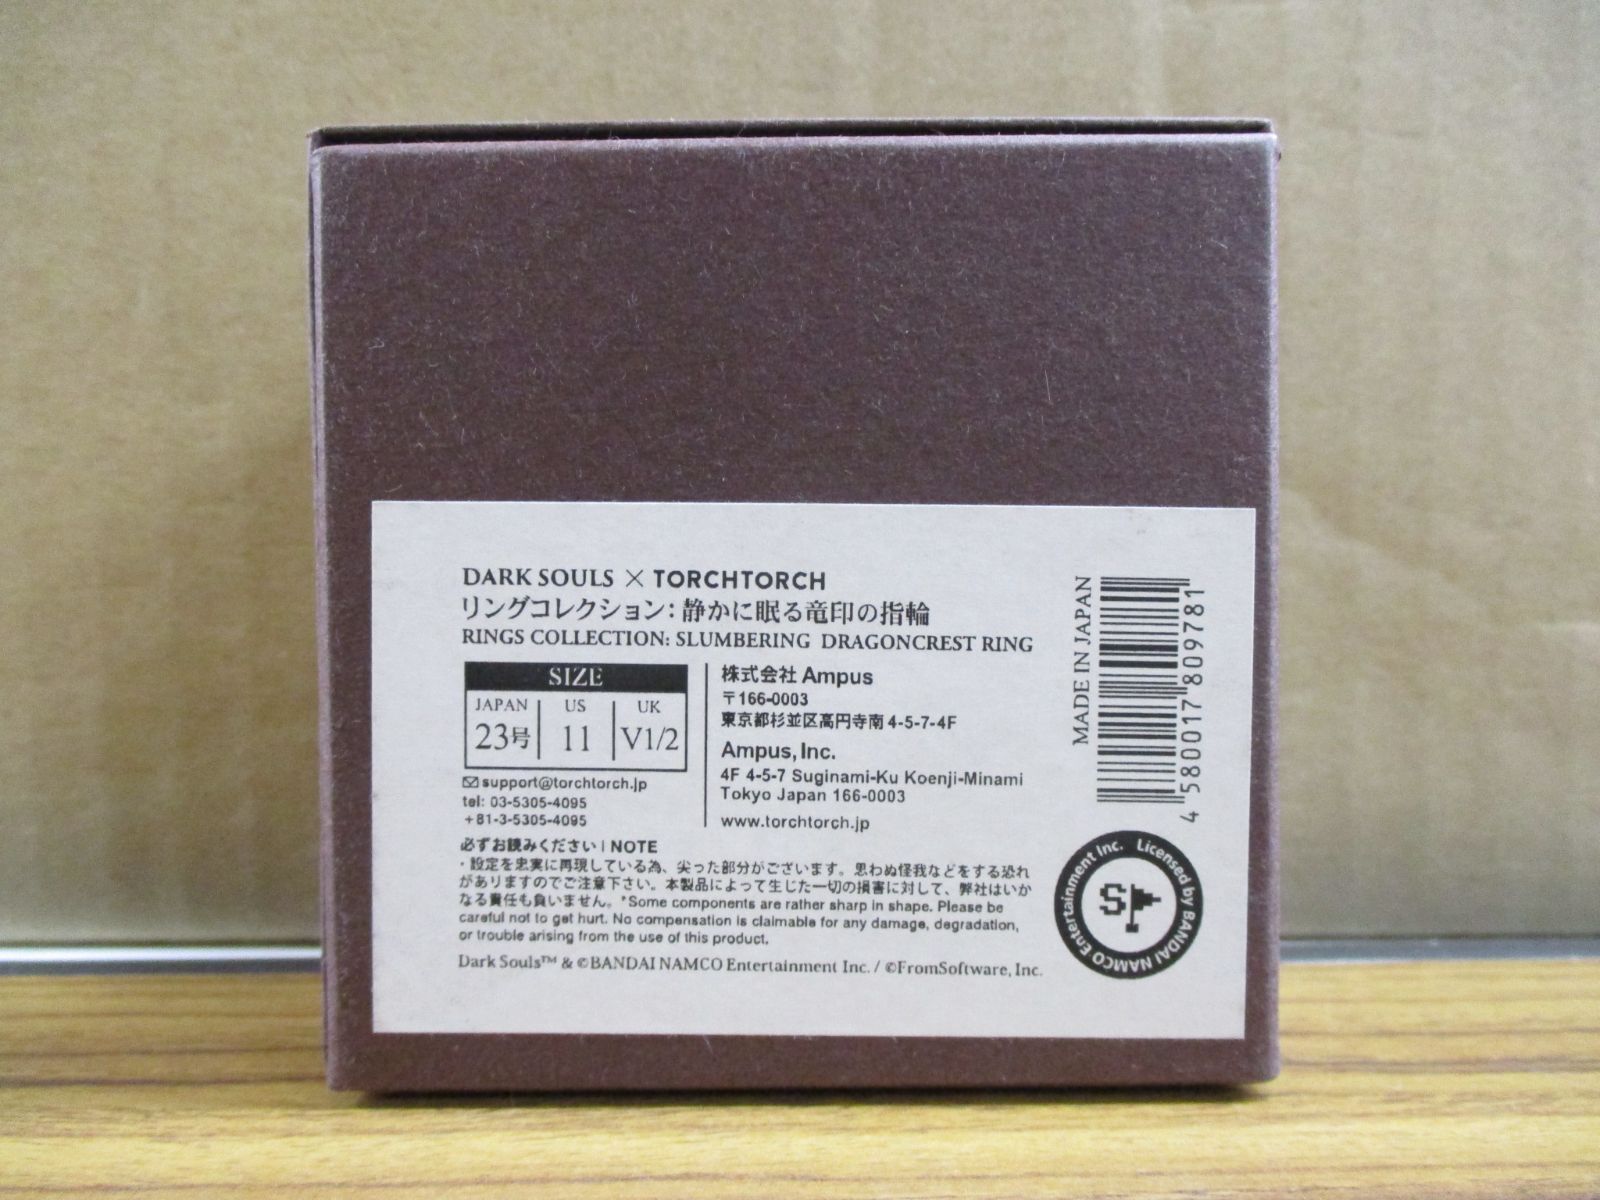 DARK SOULS × TORCHTORCH
リングコレクション：静かに眠る竜印の指輪
RINGS COLLECTION: SLUMBERING DRAGONCREST RING
SIZE
JAPAN US UK
23号 11 V1/2
support@torchtorch.jp
tel: 03-5305-4095
+81-3-5305-4095
株式会社 Ampus
〒166-0003
東京都杉並区高円寺南 4-5-7-4F
Ampus, Inc.
4F 4-5-7 Suginami-Ku Koenji-Minami
Tokyo Japan 166-0003
www.torchtorch.jp
必ずお読みください | NOTE
・設定を忠実に再現している為、尖った部分がございます。思わぬ怪我などをする恐れ
がありますのでご注意下さい。本製品によって生じた一切の損害に対して、弊社はいか
なる責任も負いません。*Some components are rather sharp in shape. Please be
careful not to get hurt. No compensation is claimable for any damage, degradation,
or trouble arising from the use of this product.
Dark Souls™ & ©BANDAI NAMCO Entertainment Inc. / ©FromSoftware, Inc.
MADE IN JAPAN
4 580017 809781
Licensed by BANDAI NAMCO Entertainment Inc.
S